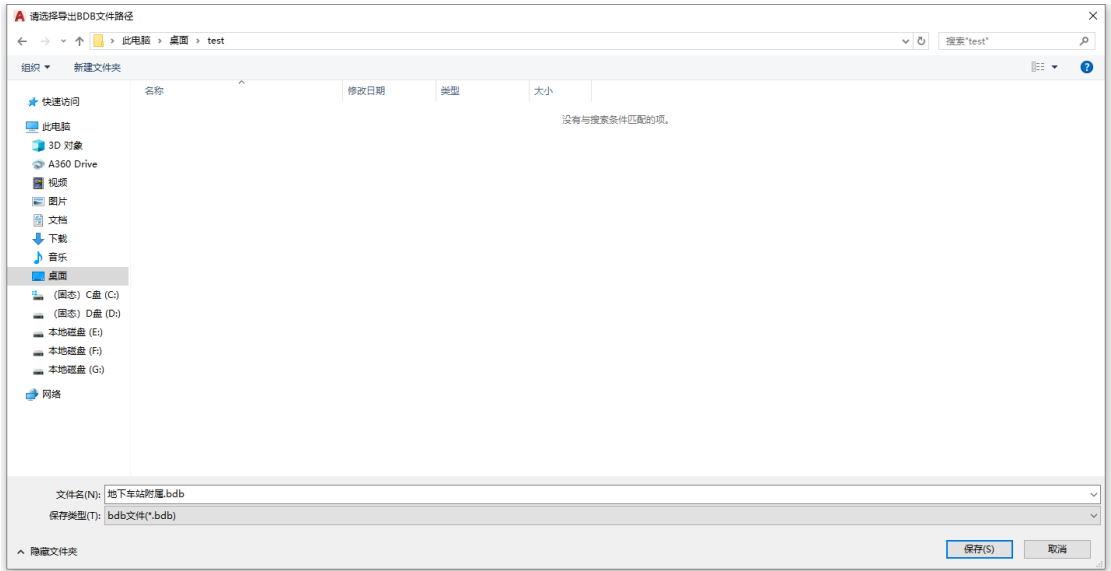 请选择导出BDB文件路径
此电脑 › 桌面 › test
搜索"test"
组织 新建文件夹
名称 修改日期 类型 大小
没有与搜索条件匹配的项。
快速访问
此电脑
3D 对象
A360 Drive
视频
图片
文档
下载
音乐
桌面
（固态）C盘 (C:)
（固态）D盘 (D:)
本地磁盘 (E:)
本地磁盘 (F:)
本地磁盘 (G:)
网络
文件名(N): 地下车站附属.bdb
保存类型(T): bdb文件(*.bdb)
隐藏文件夹
保存(S) 取消